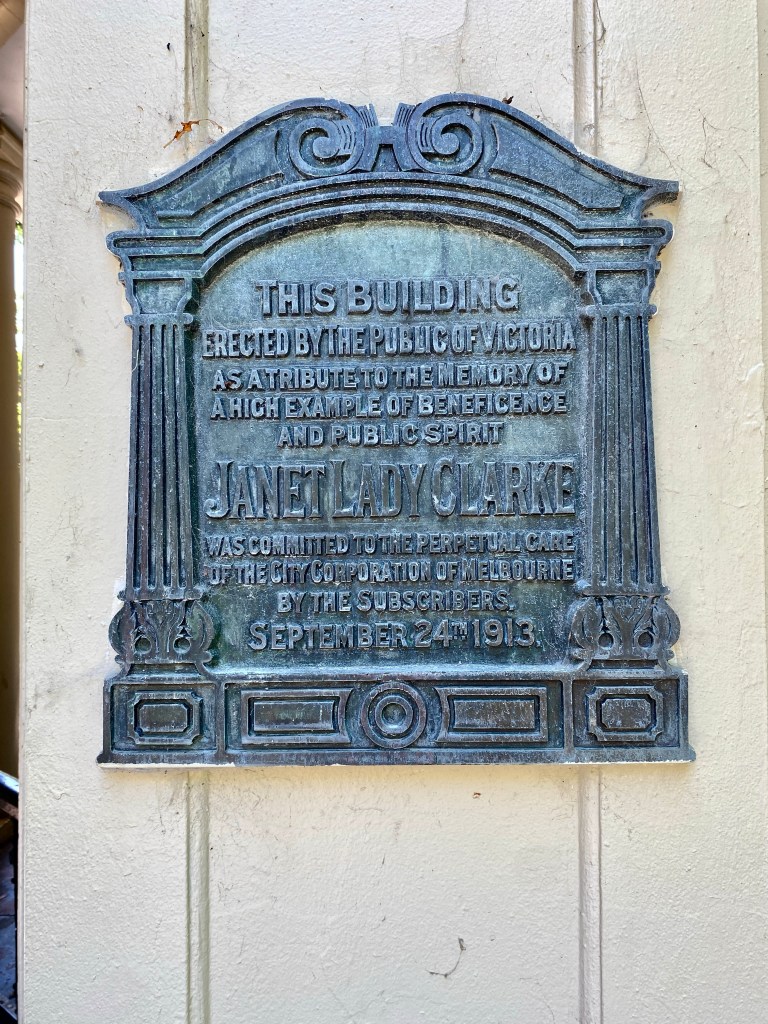 THIS BUILDING
ERECTED BY THE PUBLIC OF VICTORIA
AS A TRIBUTE TO THE MEMORY OF
A HIGH EXAMPLE OF BENEFICENCE
AND PUBLIC SPIRIT
JANET LADY CLARKE
WAS COMMITTED TO THE PERPETUAL CARE
OF THE CITY CORPORATION OF MELBOURNE
BY THE SUBSCRIBERS.
SEPTEMBER 24TH 1913.